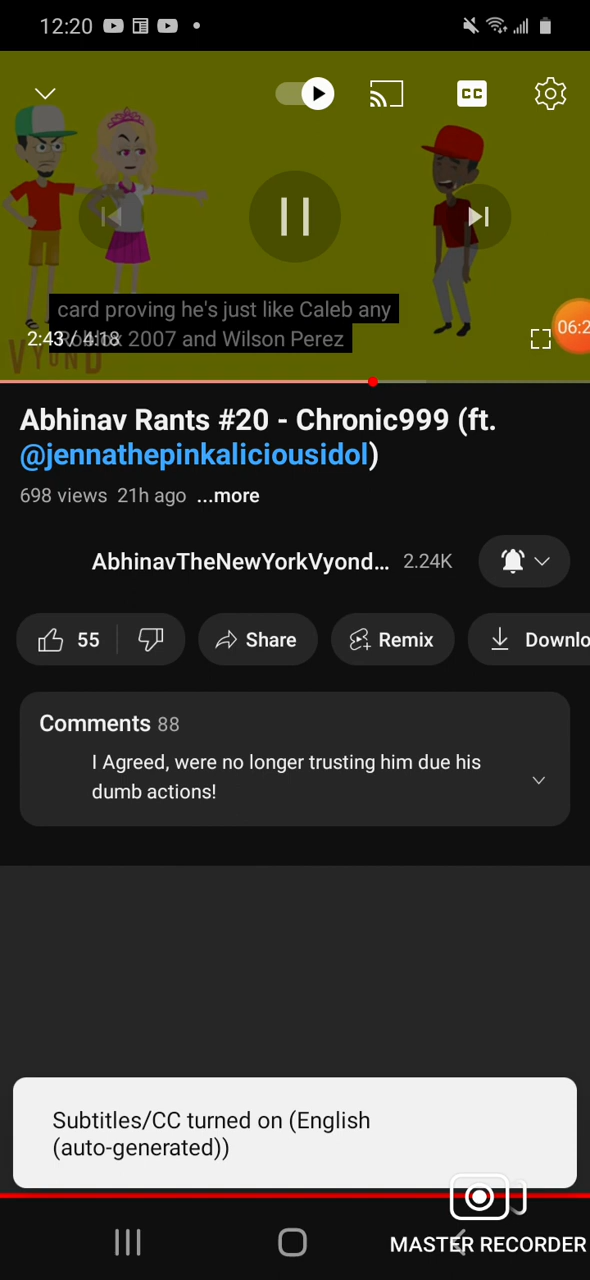 12:20
card proving he's just like Caleb any
Roblox 2007 and Wilson Perez
2:43 / 4:18
VYOND
06:2
CC
Abhinav Rants #20 - Chronic999 (ft.
@jennathepinkaliciousidol)
698 views 21h ago ...more
AbhinavTheNewYorkVyond... 2.24K
55 Share Remix Downlo
Comments 88
I Agreed, were no longer trusting him due his
dumb actions!
Subtitles/CC turned on (English
(auto-generated))
MASTER RECORDER